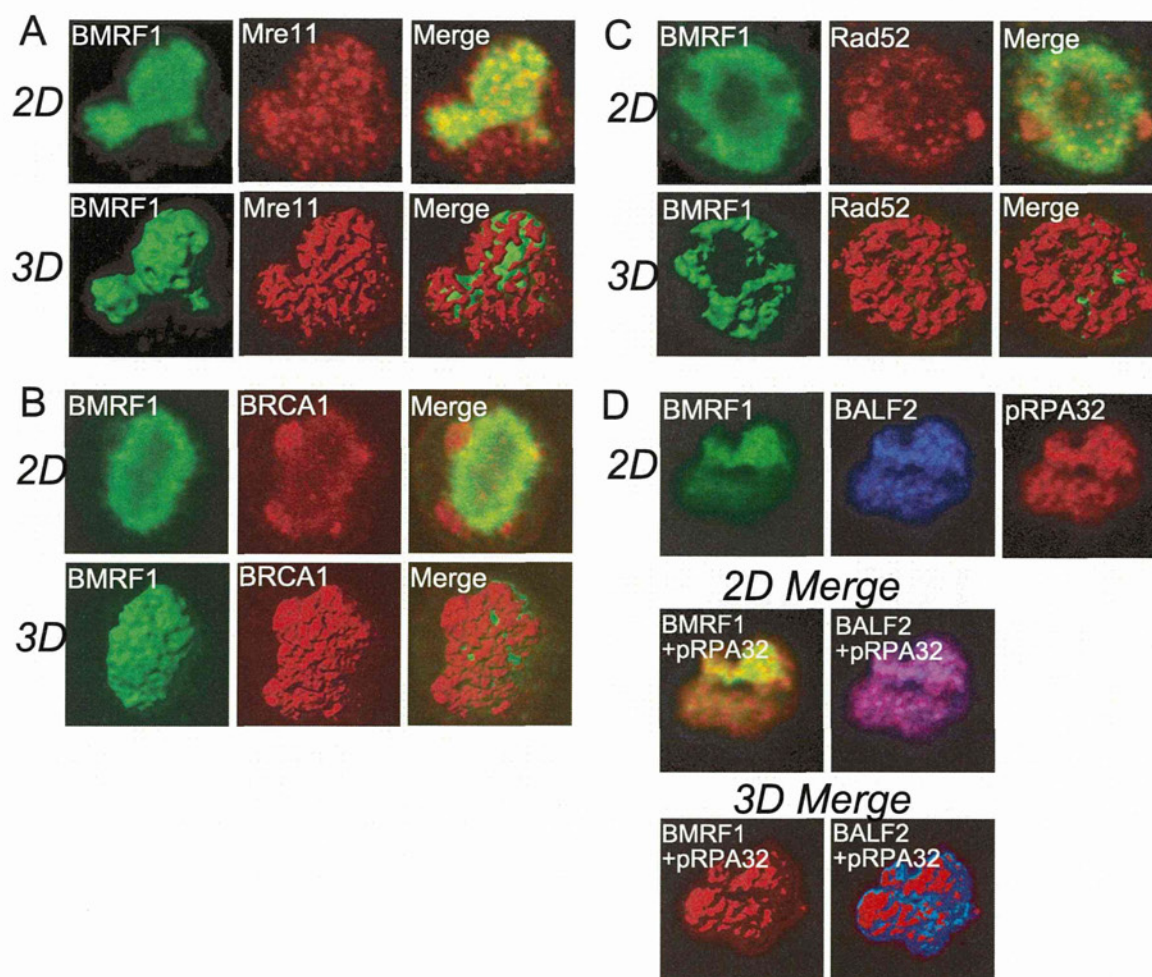 A
BMRF1 Mre11 Merge
2D
BMRF1 Mre11 Merge
3D
B
BMRF1 BRCA1 Merge
2D
BMRF1 BRCA1 Merge
3D
C
BMRF1 Rad52 Merge
2D
BMRF1 Rad52 Merge
3D
D
BMRF1 BALF2 pRPA32
2D
2D Merge
BMRF1
+pRPA32
BALF2
+pRPA32
3D Merge
BMRF1
+pRPA32
BALF2
+pRPA32